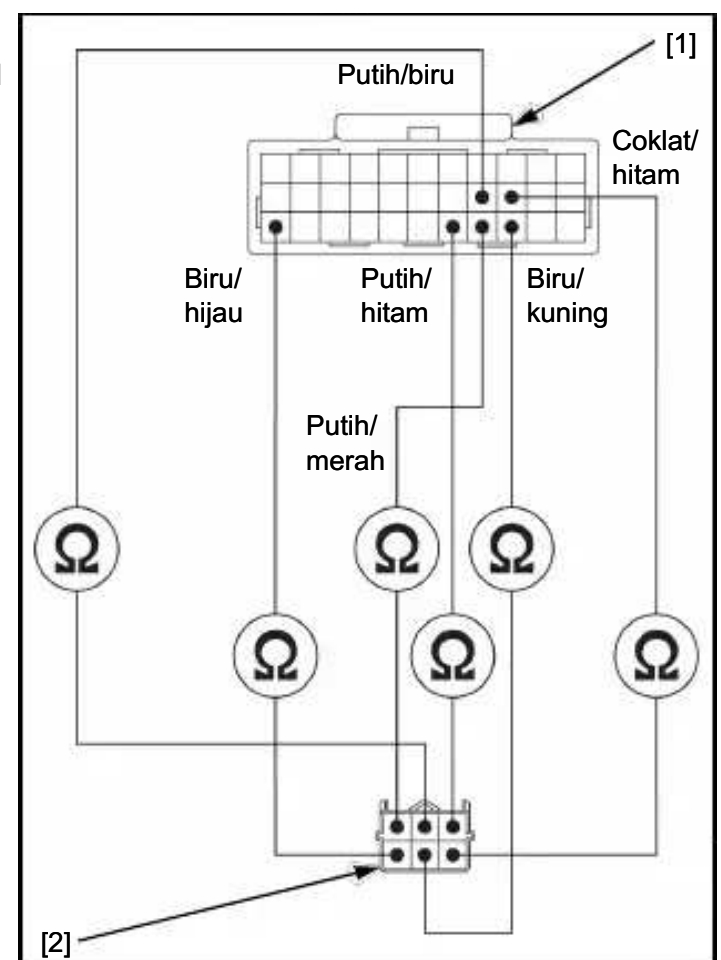 [1]
Putih/biru
Coklat/
hitam
Biru/
hijau
Putih/
hitam
Biru/
kuning
Putih/
merah
Ω
Ω
Ω
Ω
Ω
Ω
[2]